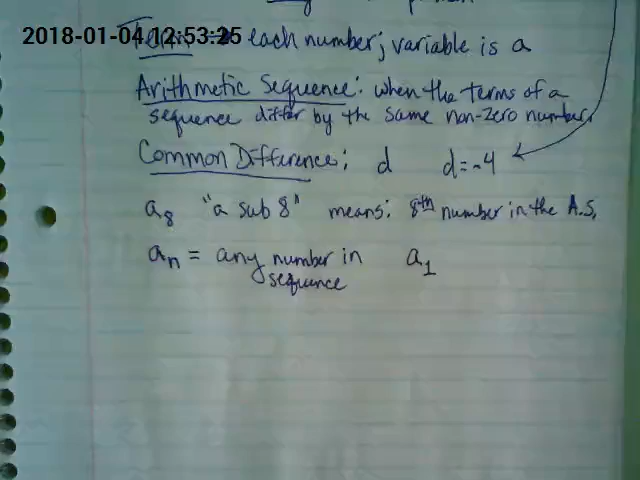 2018-01-04 12:53:25
Term each number; variable is a
Arithmetic Sequence: when the terms of a
sequence differ by the same non-zero number.
Common Difference: d d=-4
a₈ "a sub 8" means: 8th number in the A.S.
aₙ = any number in a₁
sequence